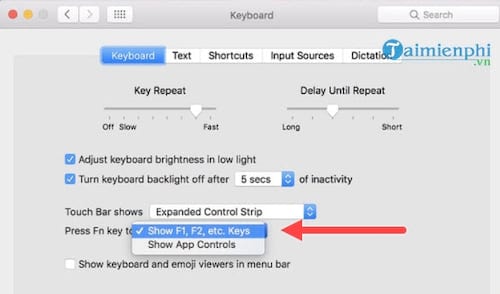 Keyboard
Search
Keyboard Text Shortcuts Input Sources Dictation
Taimienphi
.vn
Key Repeat Delay Until Repeat
Off Slow Fast Long Short
Adjust keyboard brightness in low light
Turn keyboard backlight off after 5 secs of inactivity
Touch Bar shows Expanded Control Strip
Press Fn key to Show F1, F2, etc. Keys
Show App Controls
Show keyboard and emoji viewers in menu bar